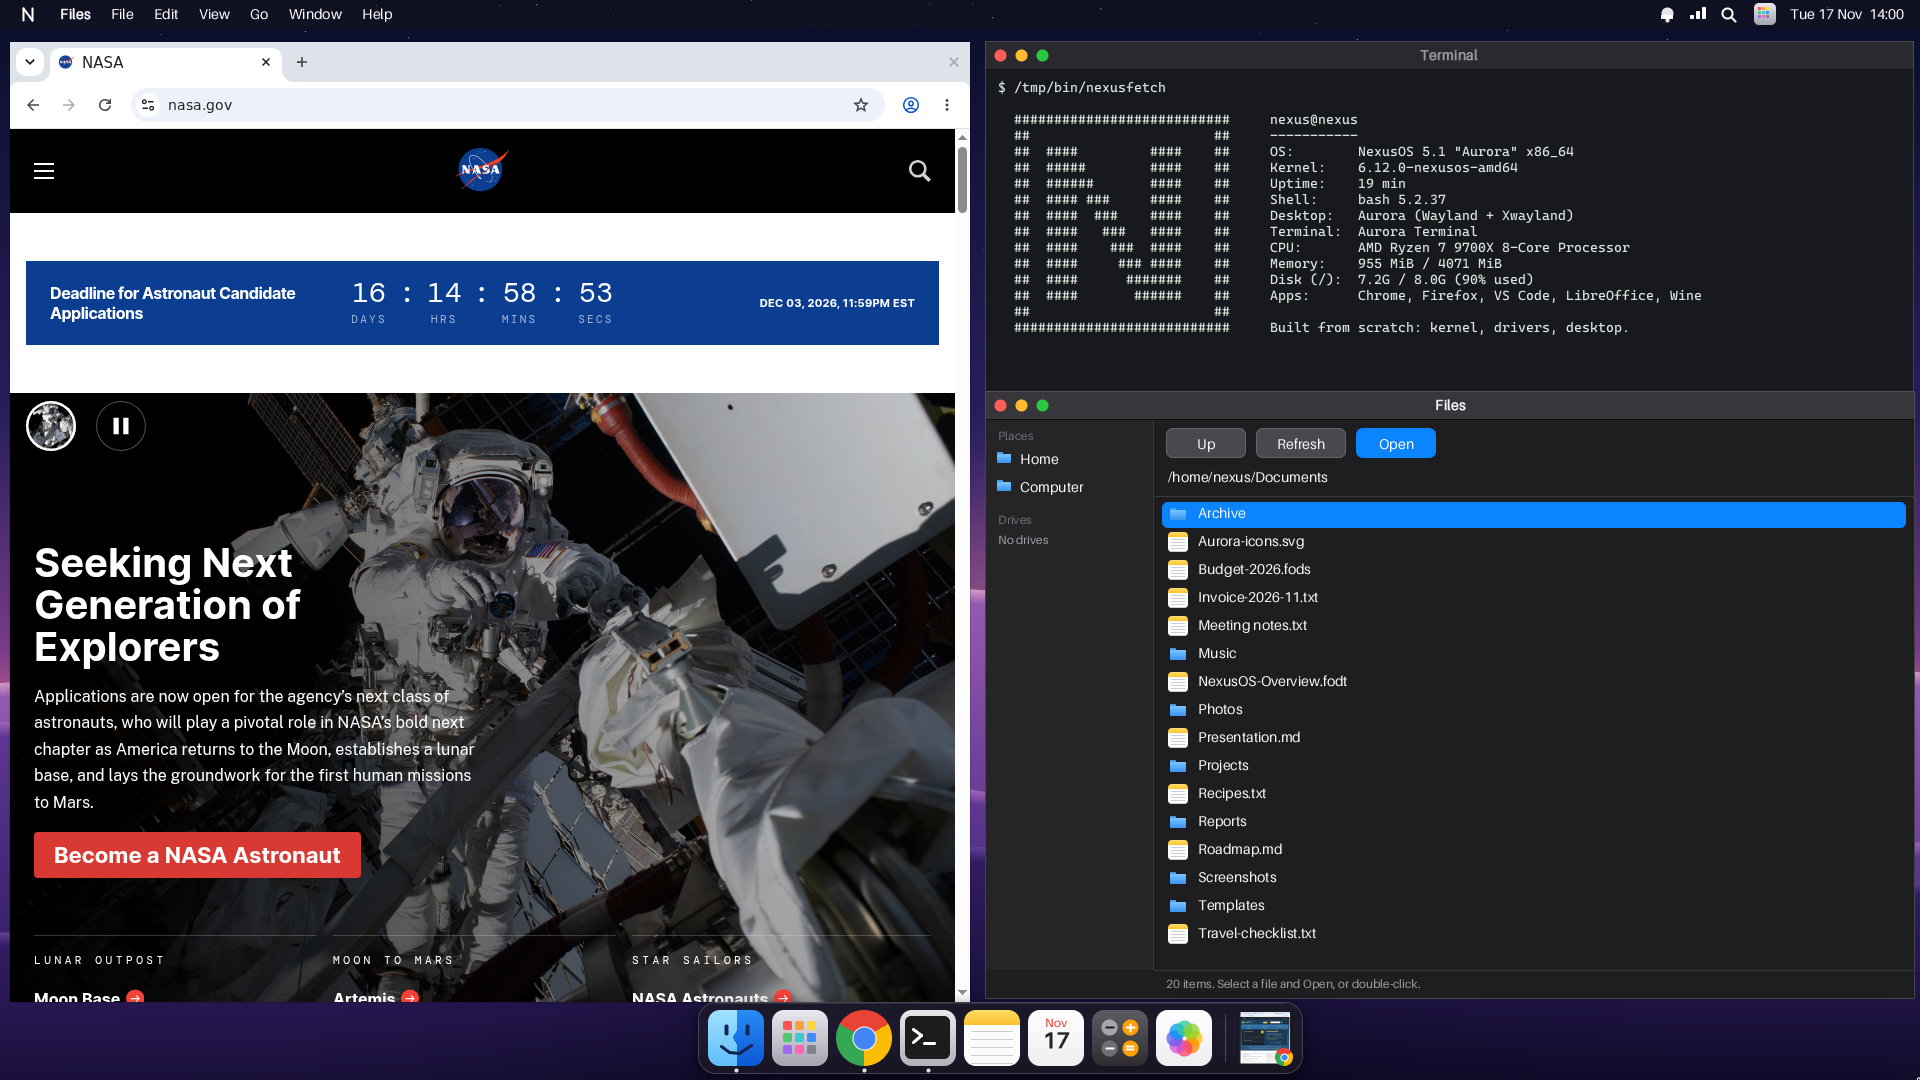 Files File Edit View Go Window Help
Tue 17 Nov 14:00
NASA
nasa.gov
NASA
Deadline for Astronaut Candidate
Applications
16 : 14 : 58 : 53
DAYS HRS MINS SECS
DEC 03, 2026, 11:59PM EST
Seeking Next
Generation of
Explorers
Applications are now open for the agency’s next class of
astronauts, who will play a pivotal role in NASA’s bold next
chapter as America returns to the Moon, establishes a lunar
base, and lays the groundwork for the first human missions
to Mars.
Become a NASA Astronaut
LUNAR OUTPOST
Moon Base
MOON TO MARS
Artemis
STAR SAILORS
NASA Astronauts
Terminal
$ /tmp/bin/nexusfetch
nexus@nexus
-----------
OS: NexusOS 5.1 "Aurora" x86_64
Kernel: 6.12.0-nexusos-amd64
Uptime: 19 min
Shell: bash 5.2.37
Desktop: Aurora (Wayland + Xwayland)
Terminal: Aurora Terminal
CPU: AMD Ryzen 7 9700X 8-Core Processor
Memory: 955 MiB / 4071 MiB
Disk (/): 7.2G / 8.0G (90% used)
Apps: Chrome, Firefox, VS Code, LibreOffice, Wine
Built from scratch: kernel, drivers, desktop.
Files
Places
Home
Computer
Drives
No drives
Up Refresh Open
/home/nexus/Documents
Archive
Aurora-icons.svg
Budget-2026.fods
Invoice-2026-11.txt
Meeting notes.txt
Music
NexusOS-Overview.fodt
Photos
Presentation.md
Projects
Recipes.txt
Reports
Roadmap.md
Screenshots
Templates
Travel-checklist.txt
20 items. Select a file and Open, or double-click.
Nov
17